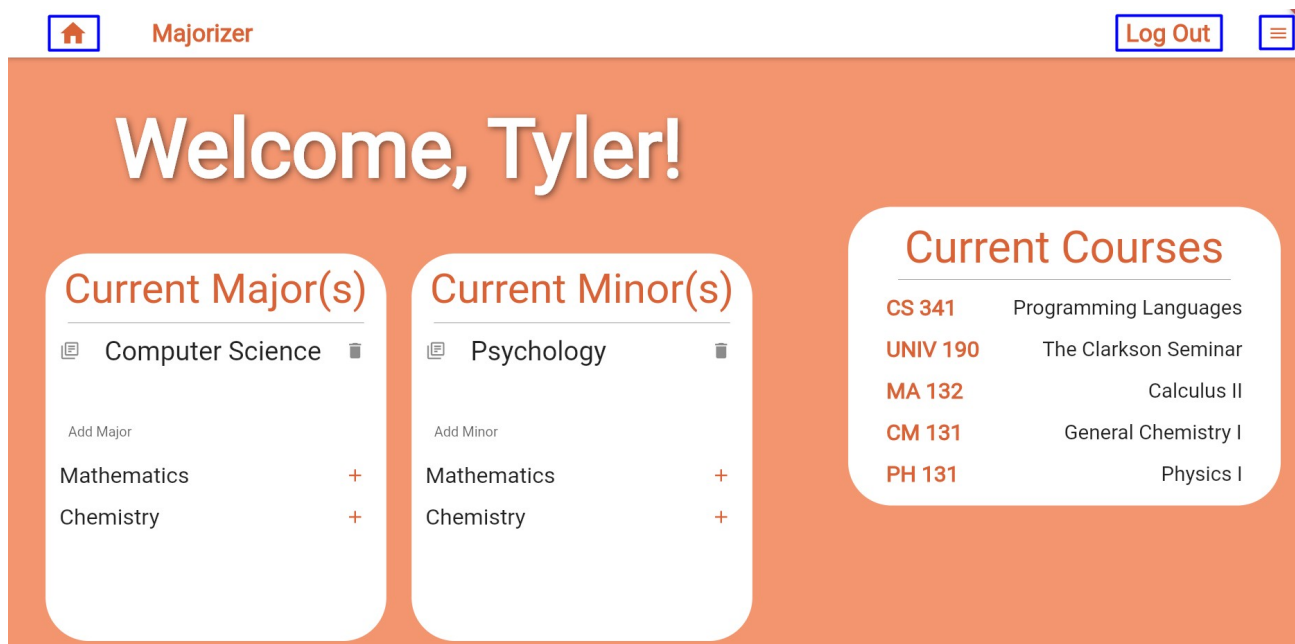 Majorizer
Log Out
Welcome, Tyler!
Current Major(s)
Computer Science
Add Major
Mathematics
Chemistry
Current Minor(s)
Psychology
Add Minor
Mathematics
Chemistry
Current Courses
CS 341 Programming Languages
UNIV 190 The Clarkson Seminar
MA 132 Calculus II
CM 131 General Chemistry I
PH 131 Physics I